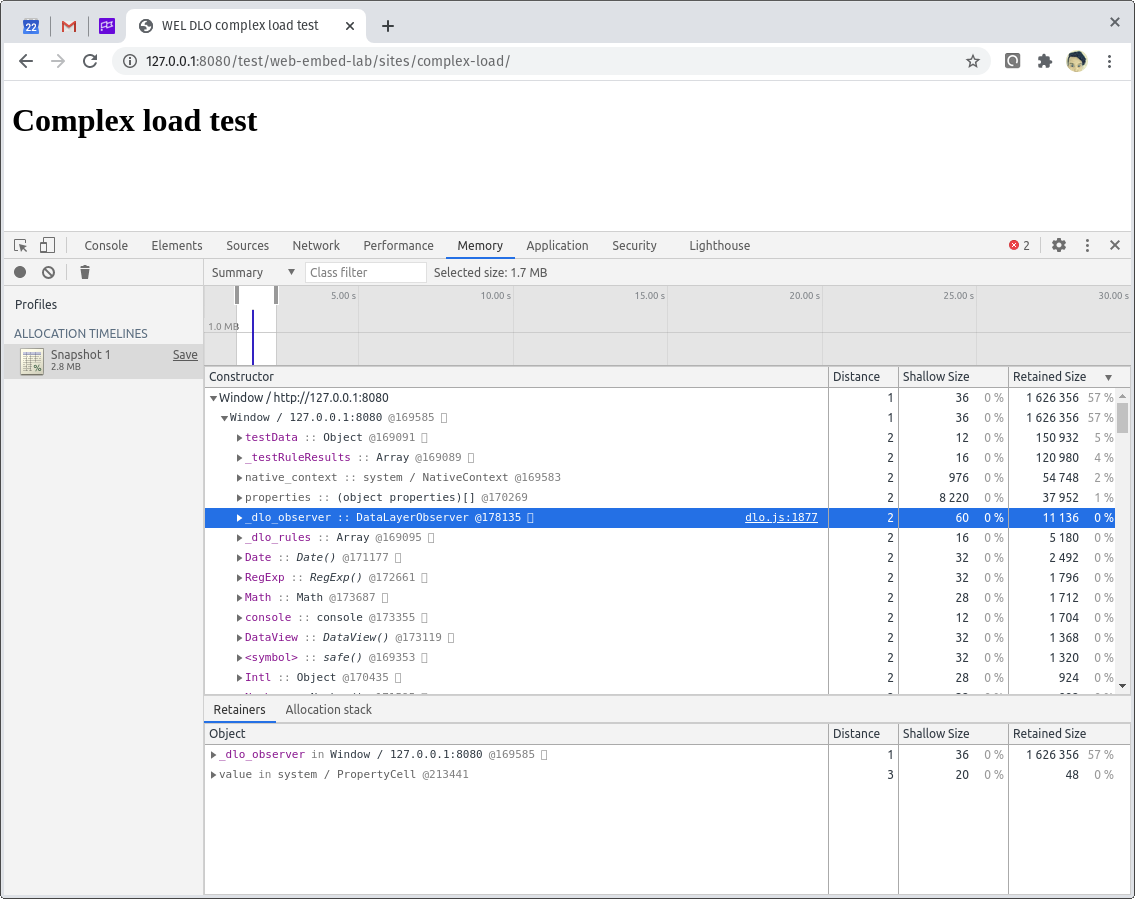 22 WEL DLO complex load test
127.0.0.1:8080/test/web-embed-lab/sites/complex-load/
Complex load test
Console Elements Sources Network Performance Memory Application Security Lighthouse 2
Summary Class filter Selected size: 1.7 MB
Profiles
ALLOCATION TIMELINES
Snapshot 1 Save
2.8 MB
5.00 s 10.00 s 15.00 s 20.00 s 25.00 s 30.00 s
1.0 MB
Constructor Distance Shallow Size Retained Size
Window / http://127.0.0.1:8080 1 36 0 % 1 626 356 57 %
Window / 127.0.0.1:8080 @169585 1 36 0 % 1 626 356 57 %
testData :: Object @169091 2 12 0 % 150 932 5 %
_testRuleResults :: Array @169089 2 16 0 % 120 980 4 %
native_context :: system / NativeContext @169583 2 976 0 % 54 748 2 %
properties :: (object properties)[] @170269 2 8 220 0 % 37 952 1 %
_dlo_observer :: DataLayerObserver @178135 dlo.js:1877 2 60 0 % 11 136 0 %
_dlo_rules :: Array @169095 2 16 0 % 5 180 0 %
Date :: Date() @171177 2 32 0 % 2 492 0 %
RegExp :: RegExp() @172661 2 32 0 % 1 796 0 %
Math :: Math @173687 2 28 0 % 1 712 0 %
console :: console @173355 2 12 0 % 1 704 0 %
DataView :: DataView() @173119 2 32 0 % 1 368 0 %
<symbol> :: safe() @169353 2 32 0 % 1 320 0 %
Intl :: Object @170435 2 28 0 % 924 0 %
Retainers Allocation stack
Object Distance Shallow Size Retained Size
_dlo_observer in Window / 127.0.0.1:8080 @169585 1 36 0 % 1 626 356 57 %
value in system / PropertyCell @213441 3 20 0 % 48 0 %